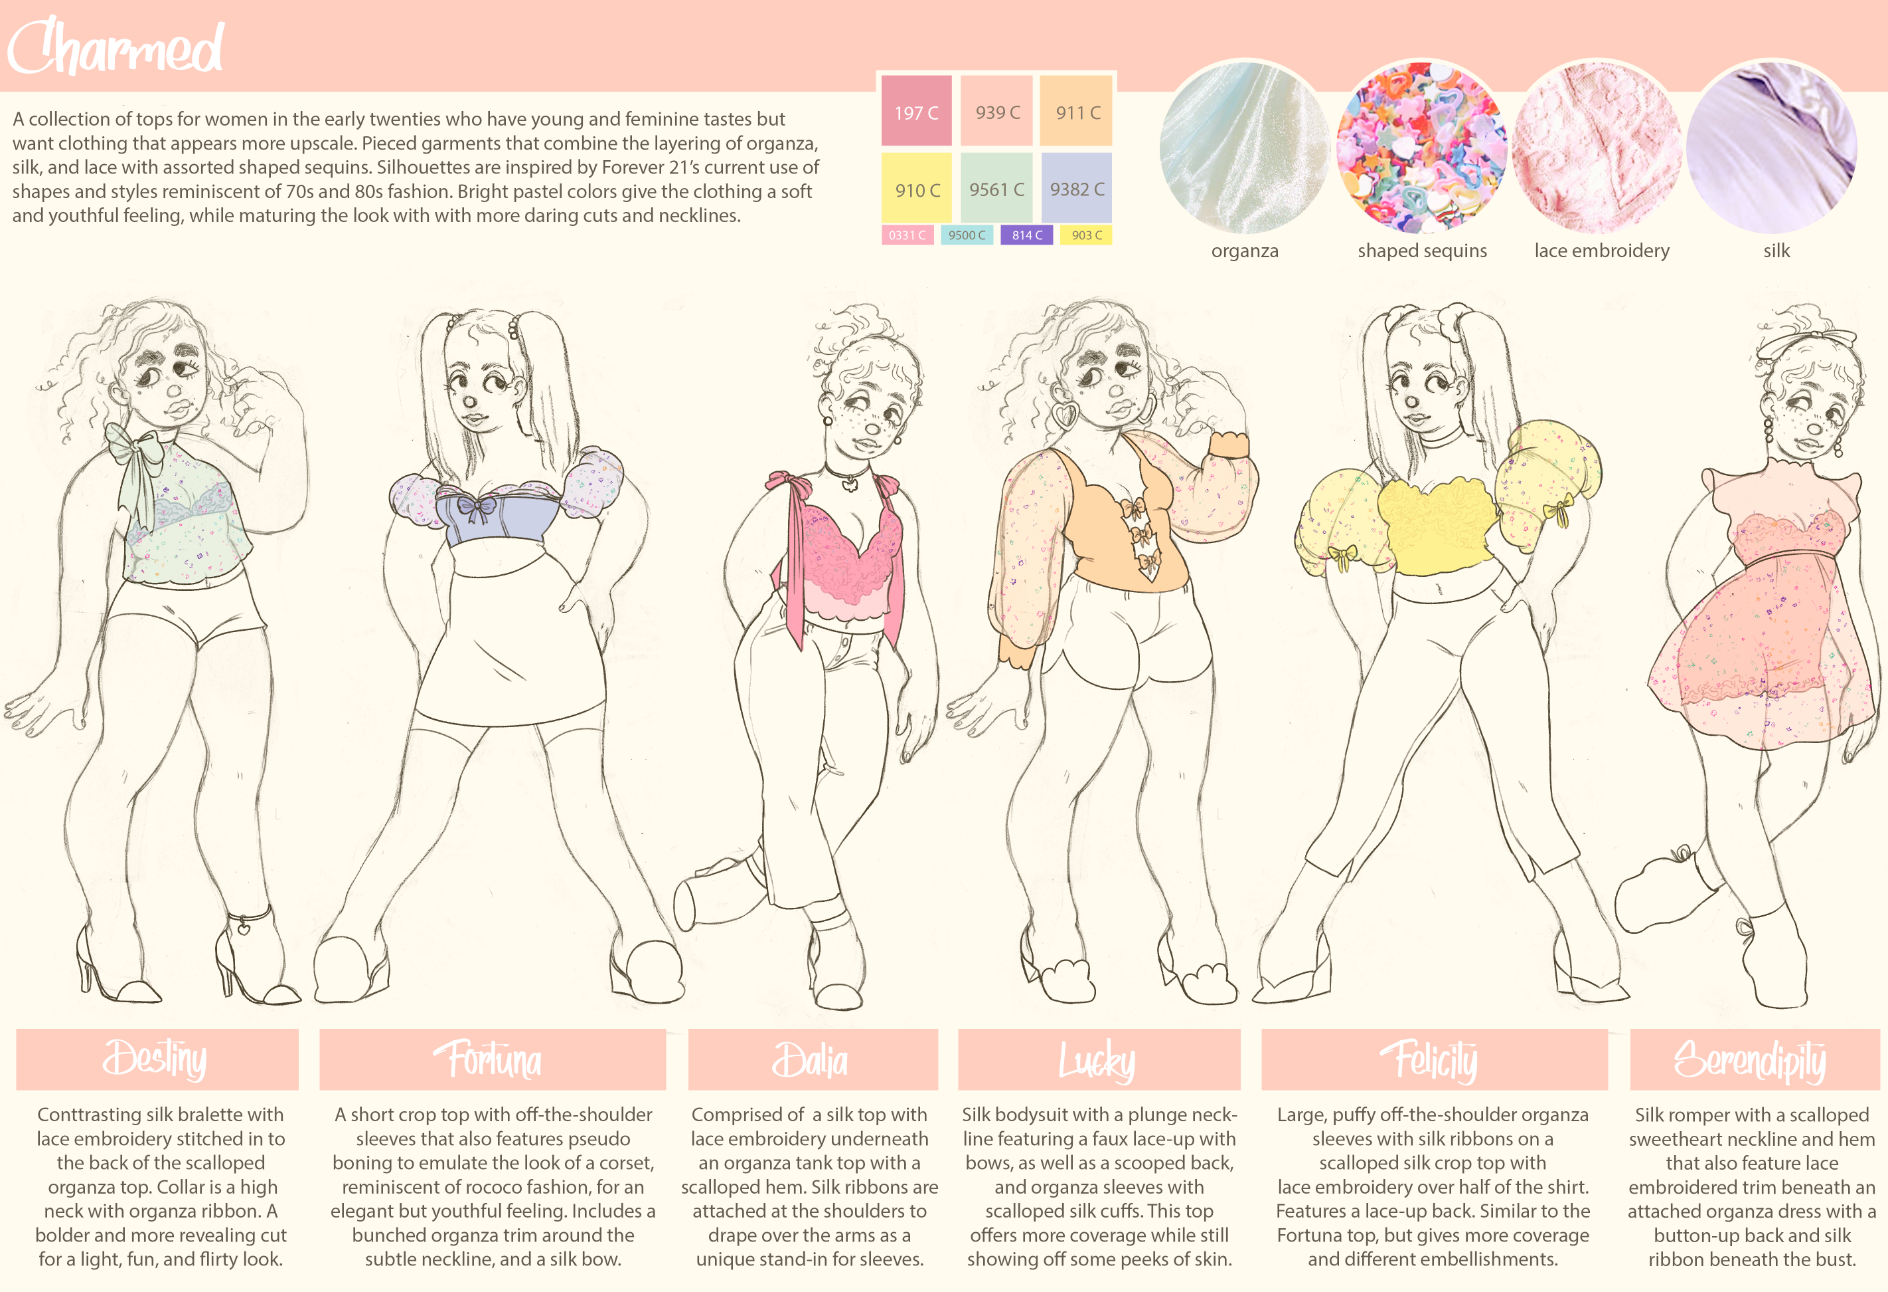 Charmed
A collection of tops for women in the early twenties who have young and feminine tastes but
want clothing that appears more upscale. Pieced garments that combine the layering of organza,
silk, and lace with assorted shaped sequins. Silhouettes are inspired by Forever 21's current use of
shapes and styles reminiscent of 70s and 80s fashion. Bright pastel colors give the clothing a soft
and youthful feeling, while maturing the look with with more daring cuts and necklines.
197 C
939 C
911 C
910 C
9561 C
9382 C
0331 C
9500 C
814 C
903 C
organza
shaped sequins
lace embroidery
silk
Destiny
Conttrasting silk bralette with
lace embroidery stitched in to
the back of the scalloped
organza top. Collar is a high
neck with organza ribbon. A
bolder and more revealing cut
for a light, fun, and flirty look.
Fortuna
A short crop top with off-the-shoulder
sleeves that also features pseudo
boning to emulate the look of a corset,
reminiscent of rococo fashion, for an
elegant but youthful feeling. Includes a
bunched organza trim around the
subtle neckline, and a silk bow.
Dalia
Comprised of a silk top with
lace embroidery underneath
an organza tank top with a
scalloped hem. Silk ribbons are
attached at the shoulders to
drape over the arms as a
unique stand-in for sleeves.
Lucky
Silk bodysuit with a plunge neck-
line featuring a faux lace-up with
bows, as well as a scooped back,
and organza sleeves with
scalloped silk cuffs. This top
offers more coverage while still
showing off some peeks of skin.
Felicity
Large, puffy off-the-shoulder organza
sleeves with silk ribbons on a
scalloped silk crop top with
lace embroidery over half of the shirt.
Features a lace-up back. Similar to the
Fortuna top, but gives more coverage
and different embellishments.
Serendipity
Silk romper with a scalloped
sweetheart neckline and hem
that also feature lace
embroidered trim beneath an
attached organza dress with a
button-up back and silk
ribbon beneath the bust.